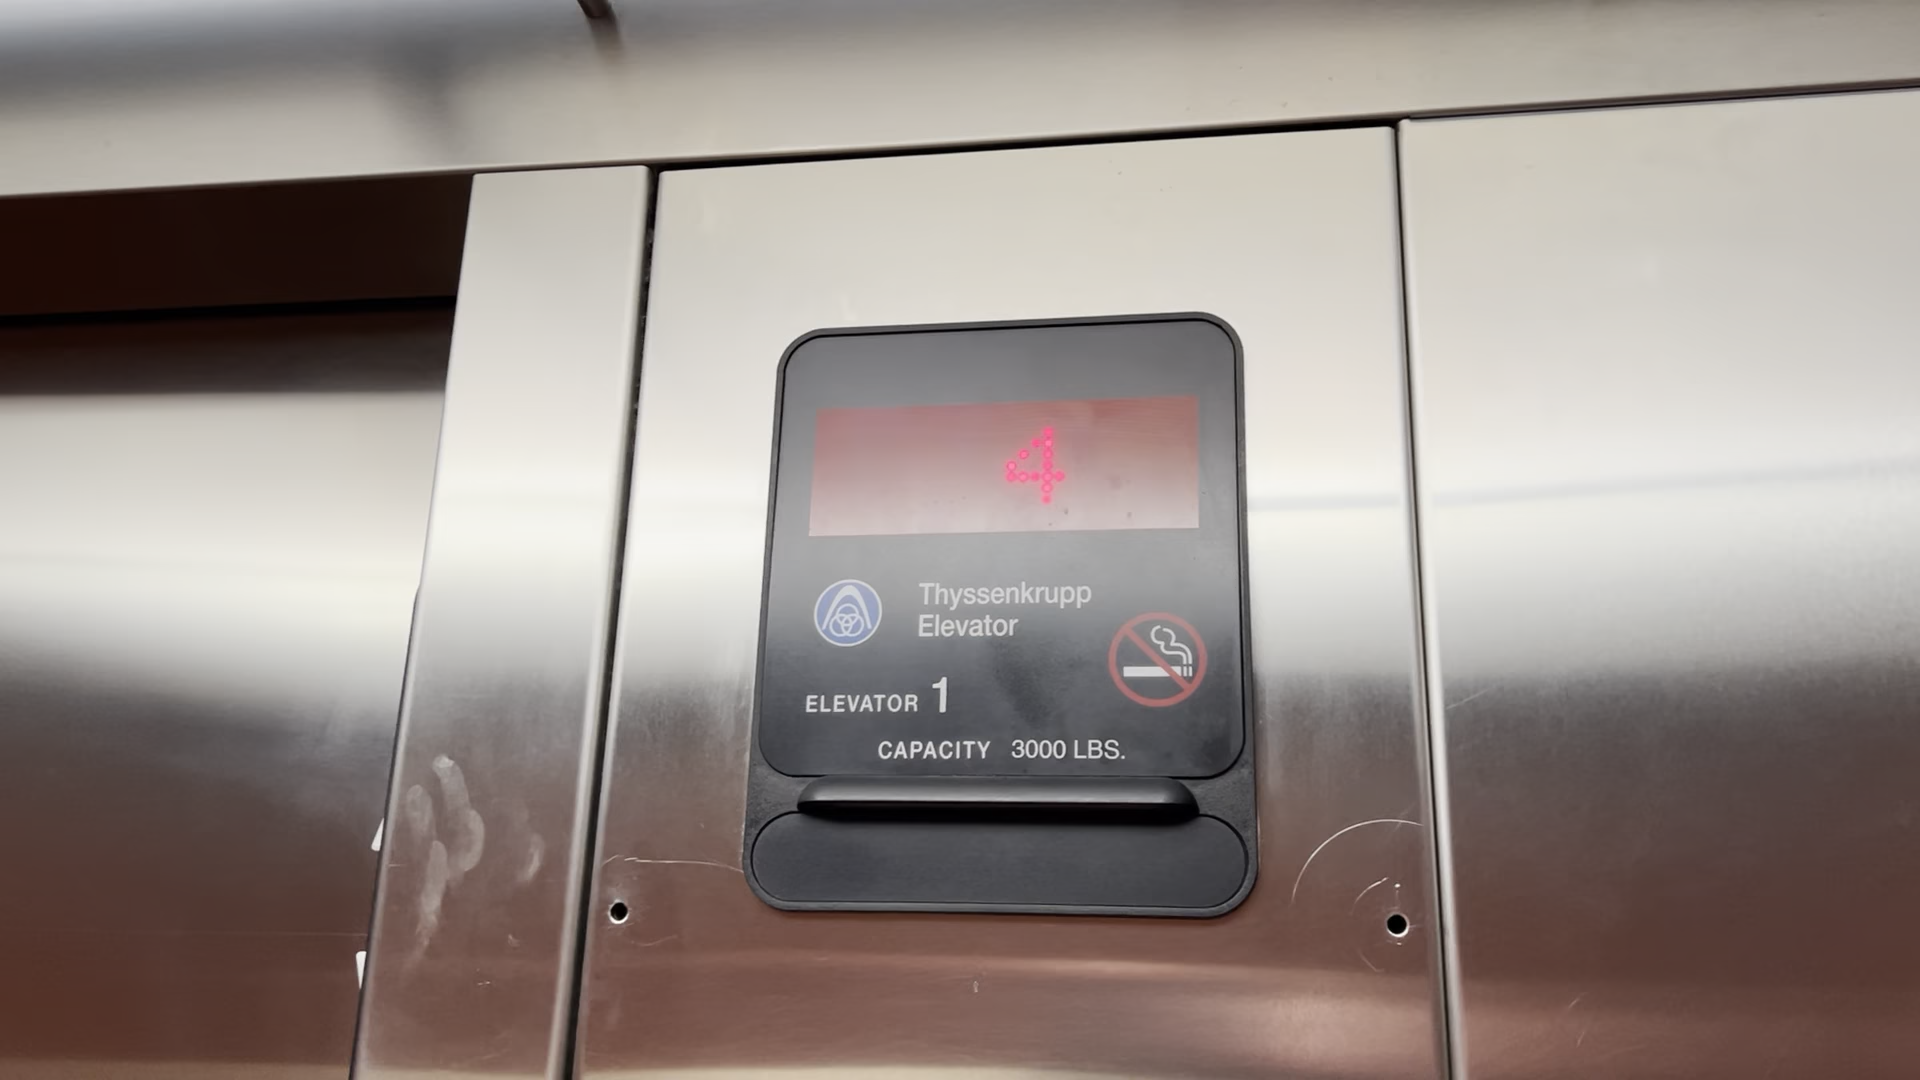 4
Thyssenkrupp
Elevator
ELEVATOR 1
CAPACITY 3000 LBS.